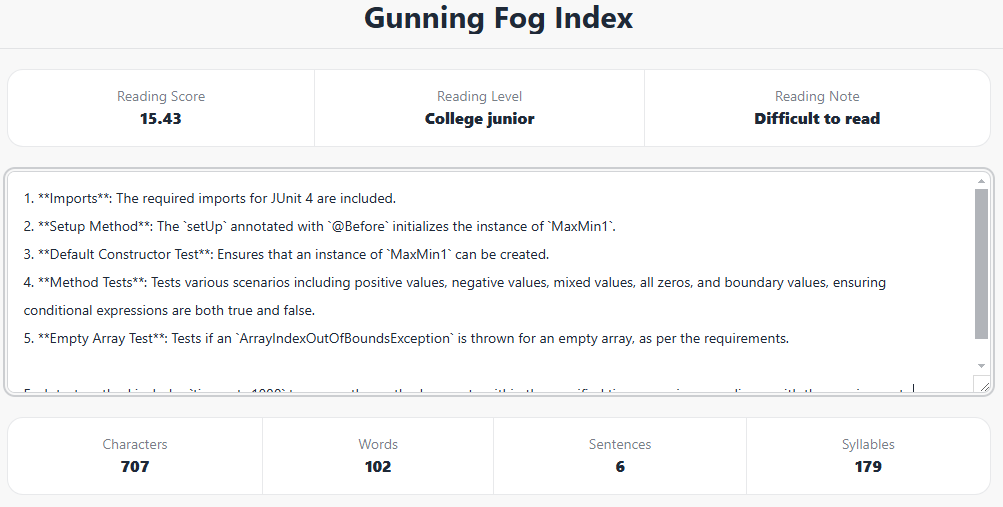 Gunning Fog Index
Reading Score
15.43
Reading Level
College junior
Reading Note
Difficult to read
1. **Imports**: The required imports for JUnit 4 are included.
2. **Setup Method**: The `setUp` annotated with `@Before` initializes the instance of `MaxMin1`.
3. **Default Constructor Test**: Ensures that an instance of `MaxMin1` can be created.
4. **Method Tests**: Tests various scenarios including positive values, negative values, mixed values, all zeros, and boundary values, ensuring
conditional expressions are both true and false.
5. **Empty Array Test**: Tests if an `ArrayIndexOutOfBoundsException` is thrown for an empty array, as per the requirements.
Characters
707
Words
102
Sentences
6
Syllables
179